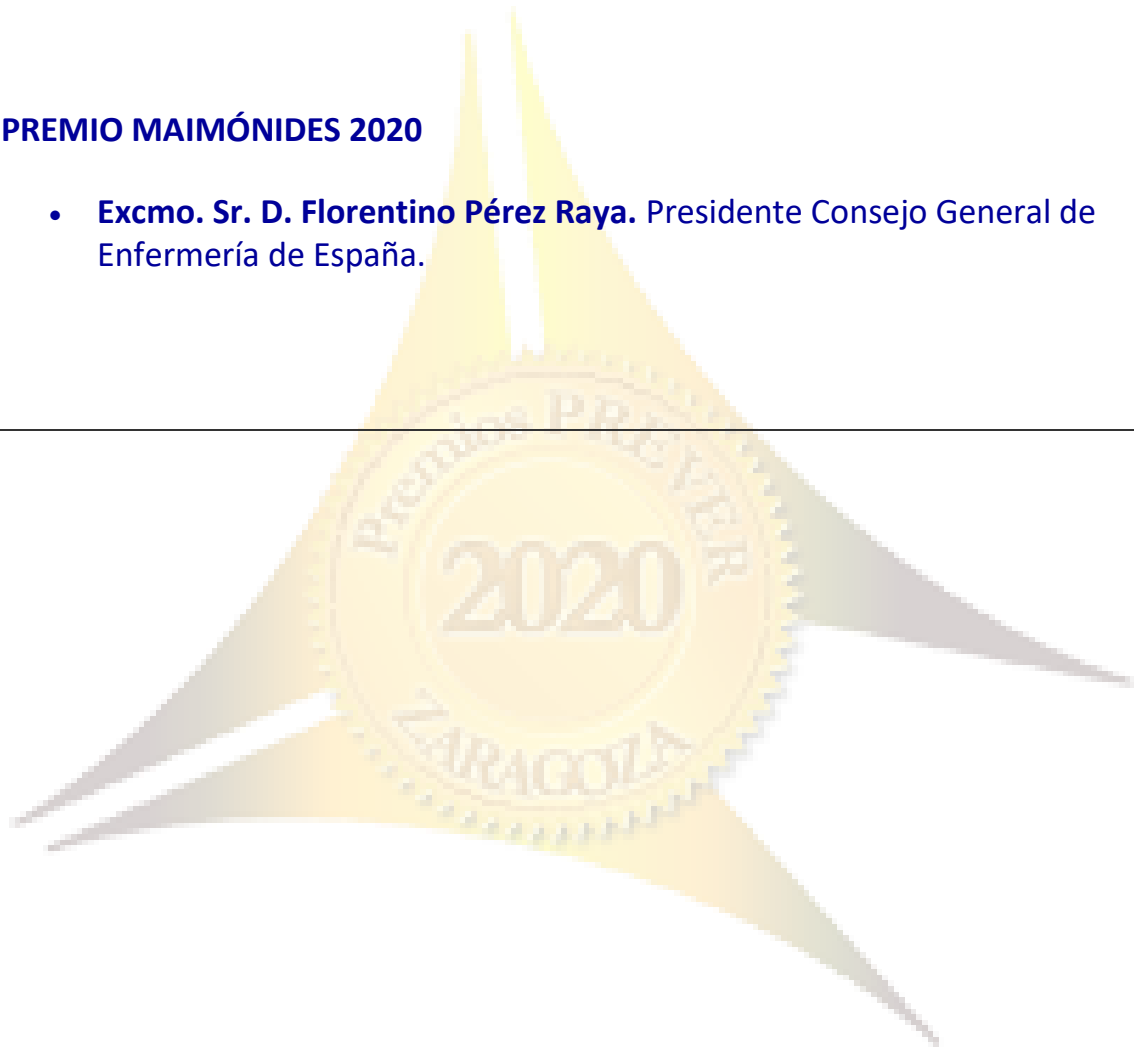 PREMIO MAIMÓNIDES 2020
• Excmo. Sr. D. Florentino Pérez Raya. Presidente Consejo General de
Enfermería de España.
Premios PREVER
2020
ZARAGOZA